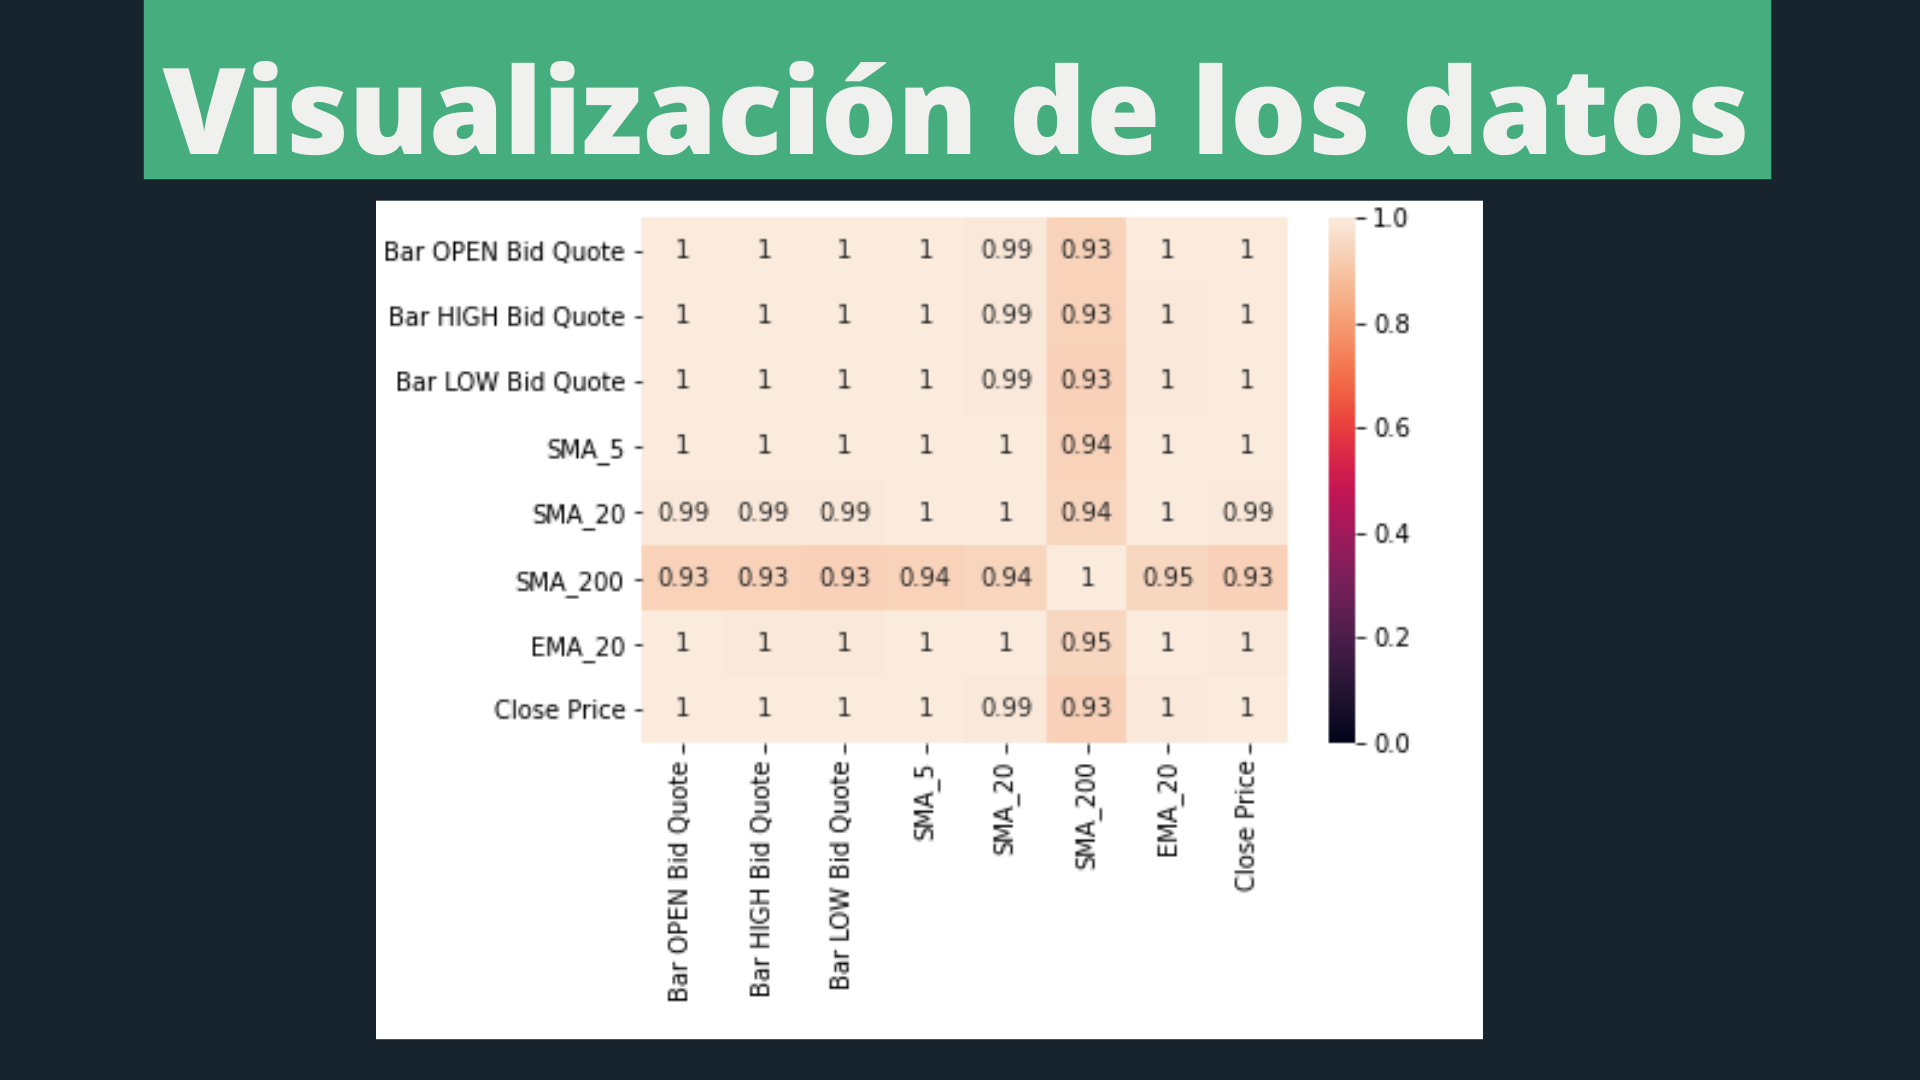 Visualización de los datos
Bar OPEN Bid Quote 1 1 1 1 0.99 0.93 1 1
Bar HIGH Bid Quote 1 1 1 1 0.99 0.93 1 1
Bar LOW Bid Quote 1 1 1 1 0.99 0.93 1 1
SMA_5 1 1 1 1 1 0.94 1 1
SMA_20 0.99 0.99 0.99 1 1 0.94 1 0.99
SMA_200 0.93 0.93 0.93 0.94 0.94 1 0.95 0.93
EMA_20 1 1 1 1 1 0.95 1 1
Close Price 1 1 1 1 0.99 0.93 1 1
Bar OPEN Bid Quote
Bar HIGH Bid Quote
Bar LOW Bid Quote
SMA_5
SMA_20
SMA_200
EMA_20
Close Price
1.0
0.8
0.6
0.4
0.2
0.0